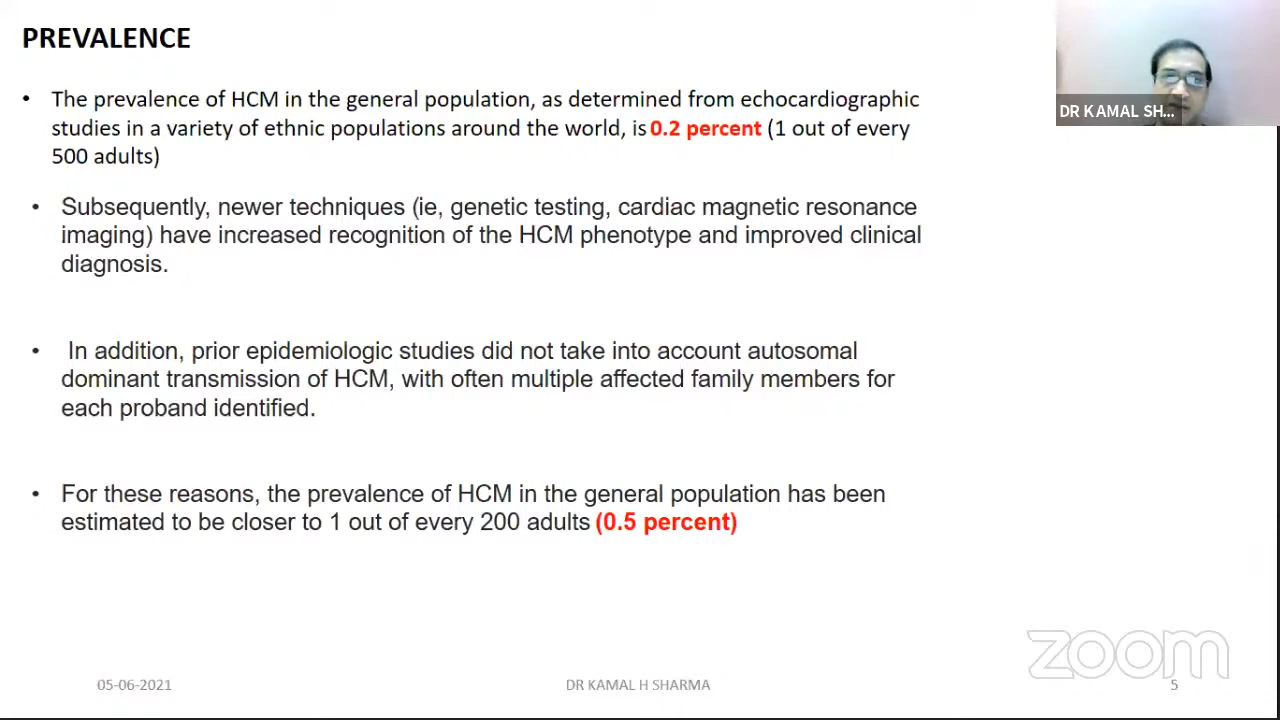 PREVALENCE
• The prevalence of HCM in the general population, as determined from echocardiographic
studies in a variety of ethnic populations around the world, is 0.2 percent (1 out of every
500 adults)
• Subsequently, newer techniques (ie, genetic testing, cardiac magnetic resonance
imaging) have increased recognition of the HCM phenotype and improved clinical
diagnosis.
• In addition, prior epidemiologic studies did not take into account autosomal
dominant transmission of HCM, with often multiple affected family members for
each proband identified.
• For these reasons, the prevalence of HCM in the general population has been
estimated to be closer to 1 out of every 200 adults (0.5 percent)
DR KAMAL SH...
zoom
05-06-2021
DR KAMAL H SHARMA
5